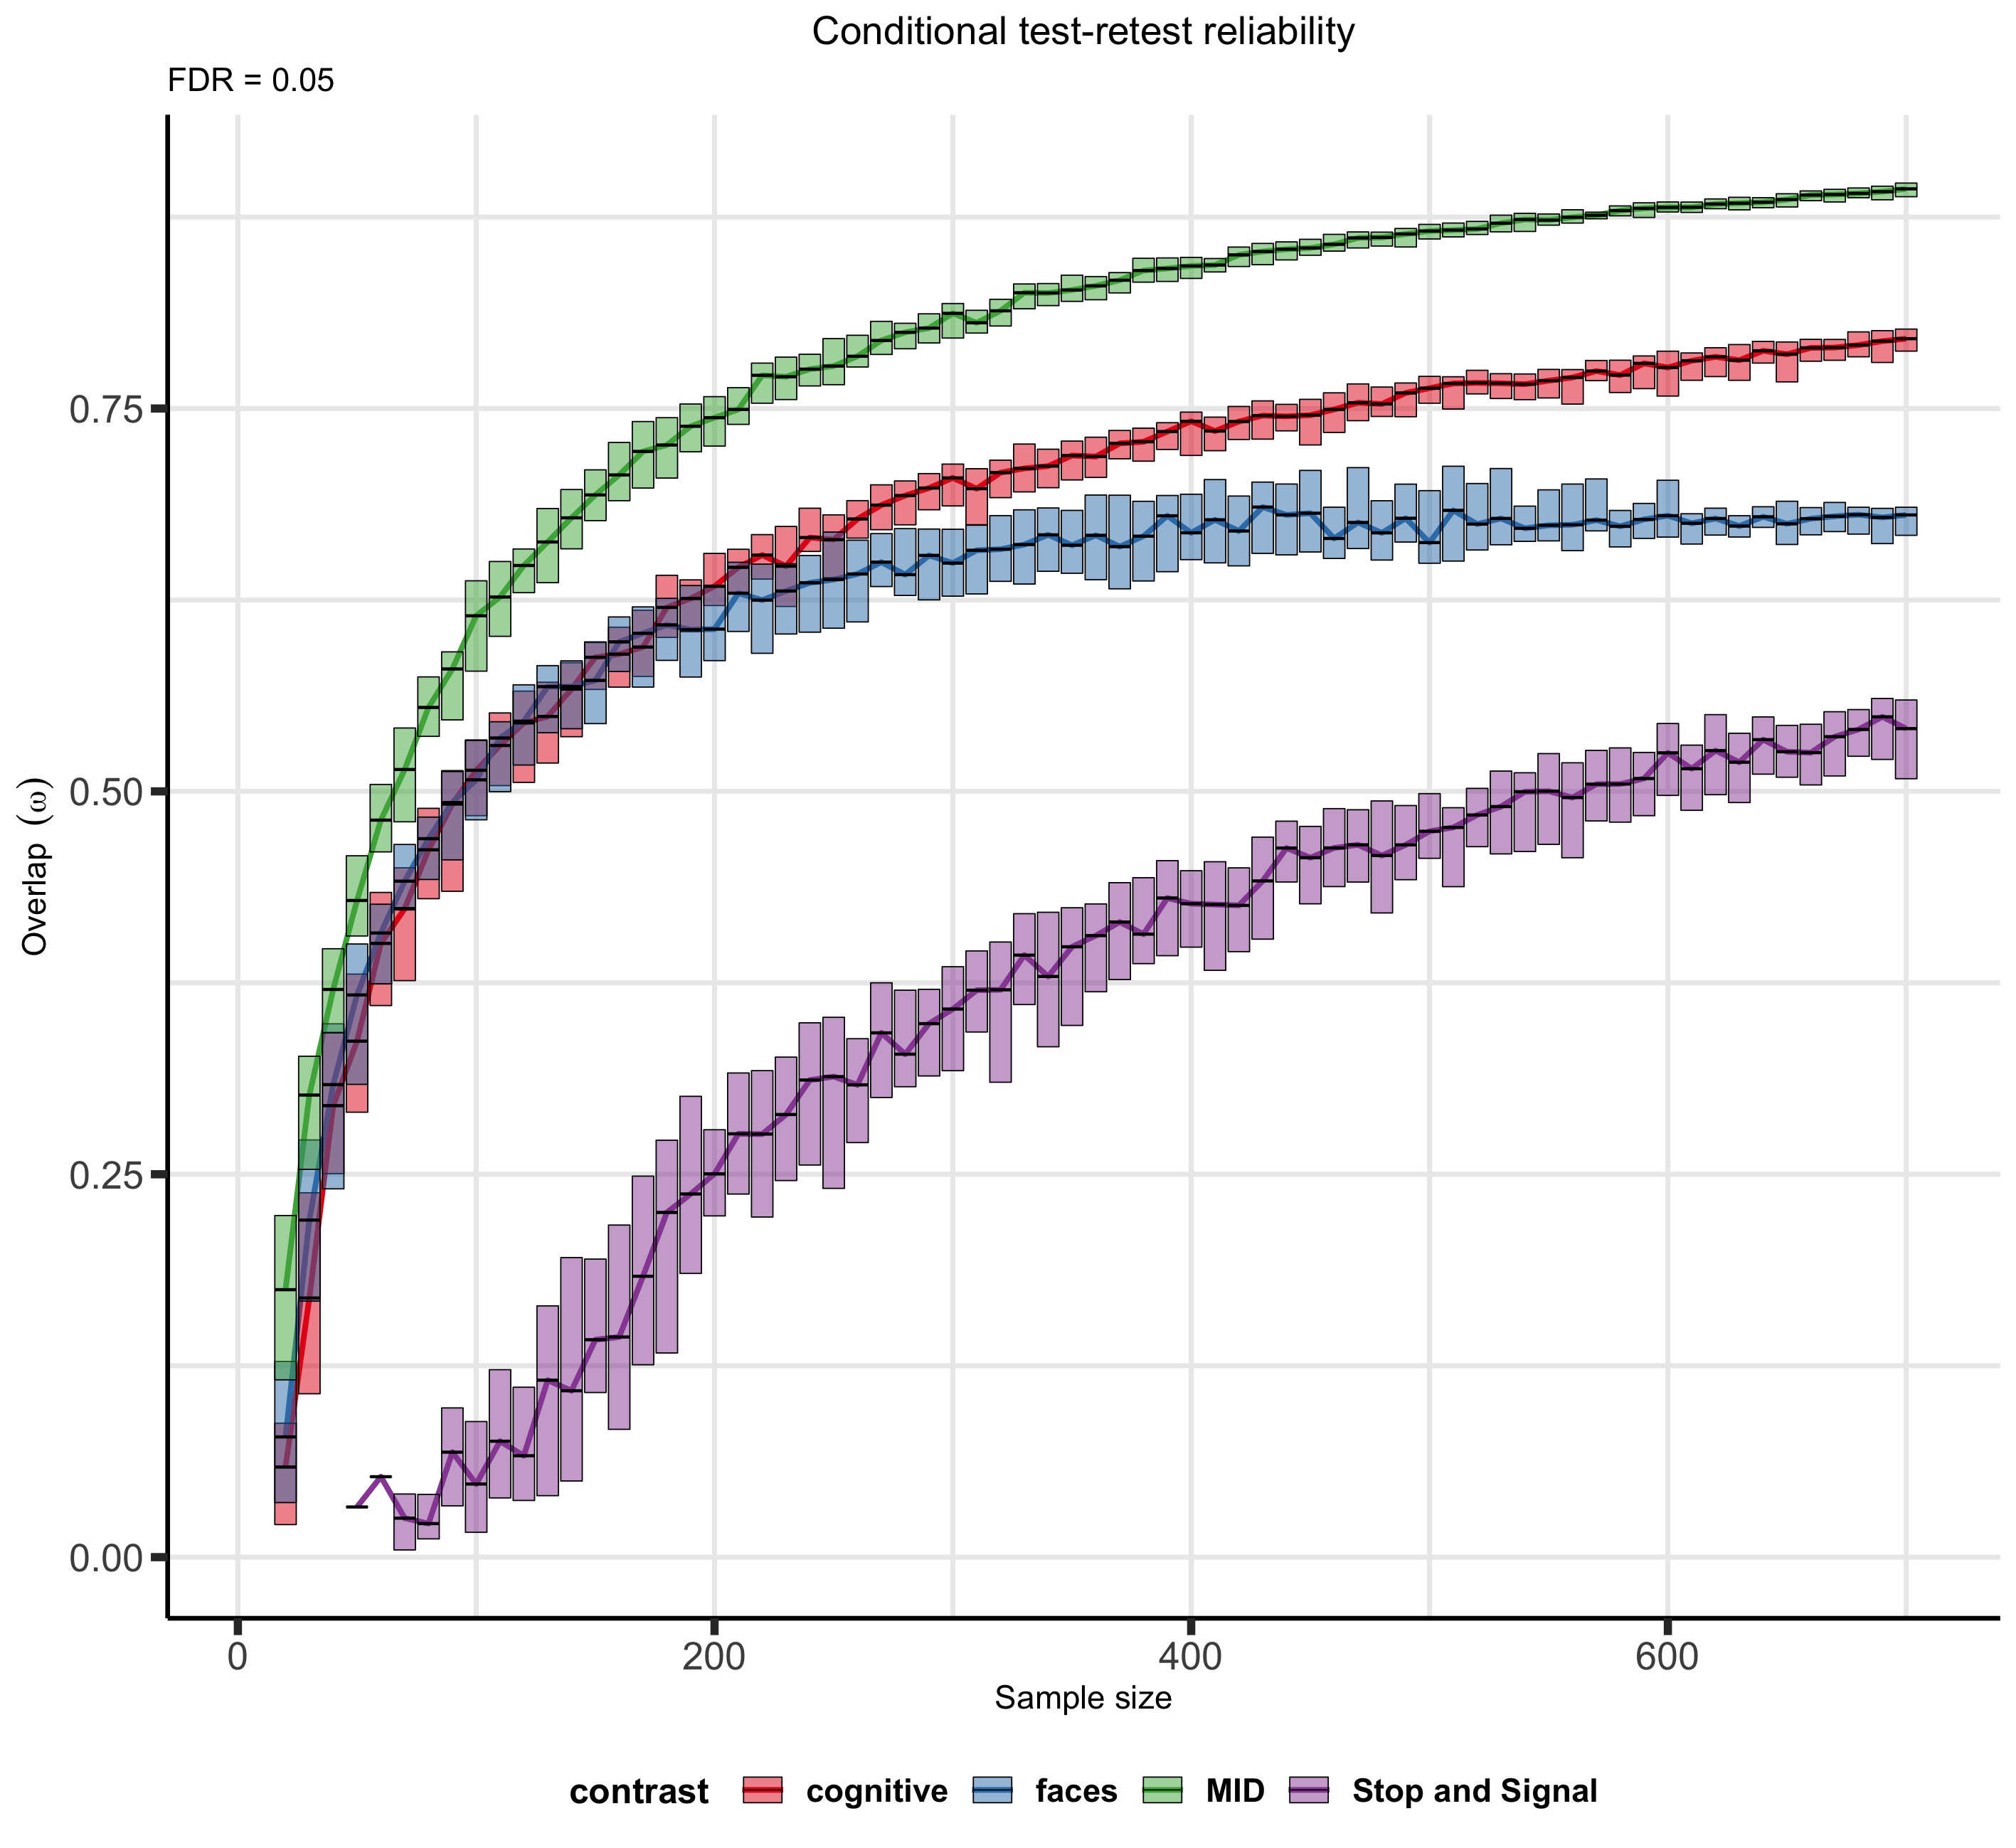 Conditional test-retest reliability
FDR = 0.05
Overlap (ω)
0.75
0.50
0.25
0.00
0 200 400 600
Sample size
contrast cognitive faces MID Stop and Signal